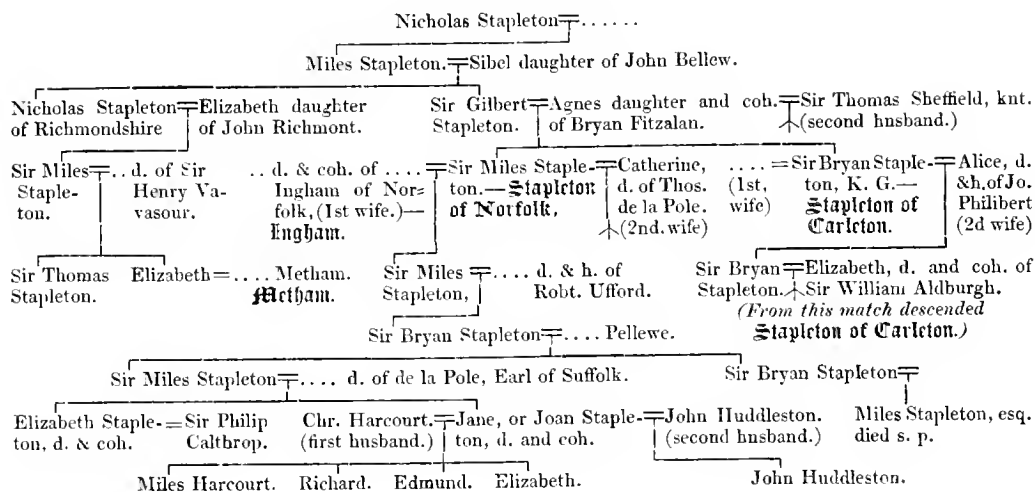 Nicholas Stapleton ......
Miles Stapleton. Sibel daughter of John Bellew.
Nicholas Stapleton Elizabeth daughter Sir Gilbert Agnes daughter and coh. Sir Thomas Sheffield, knt.
of Richmondshire of John Richmont. Stapleton. of Bryan Fitzalan. (second hnsband.)
Sir Miles .. d. of Sir .. d. & coh. of .... Sir Miles Staple- Catherine, .... = Sir Bryan Staple- Alice, d.
Staple- Henry Va- Ingham of Nor= ton.—Stapleton d. of Thos. (1st, ton, K. G.— &h. of Jo.
ton. vasour. folk, (1st wife.)— of Norfolk, de la Pole. wife) Stapleton of Philibert
Ingham. (2nd. wife) Carleton. (2d wife)
Sir Thomas Elizabeth = .... Metham. Sir Miles .... d. & h. of Sir Bryan Elizabeth, d. and coh. of
Stapleton. Metham. Stapleton, Robt. Ufford. Stapleton. Sir William Aldburgh.
(From this match descended
Sir Bryan Stapleton .... Pellewe. Stapleton of Carleton.)
Sir Miles Stapleton .... d. of de la Pole, Earl of Suffolk. Sir Bryan Stapleton
Elizabeth Staple- = Sir Philip Chr. Harcourt. Jane, or Joan Staple- John Huddleston. Miles Stapleton, esq.
ton, d. & coh. Calthrop. (first hnsband.) ton, d. and coh. (second hnsband.) died s. p.
Miles Harcourt. Richard. Edmund. Elizabeth. John Huddleston.